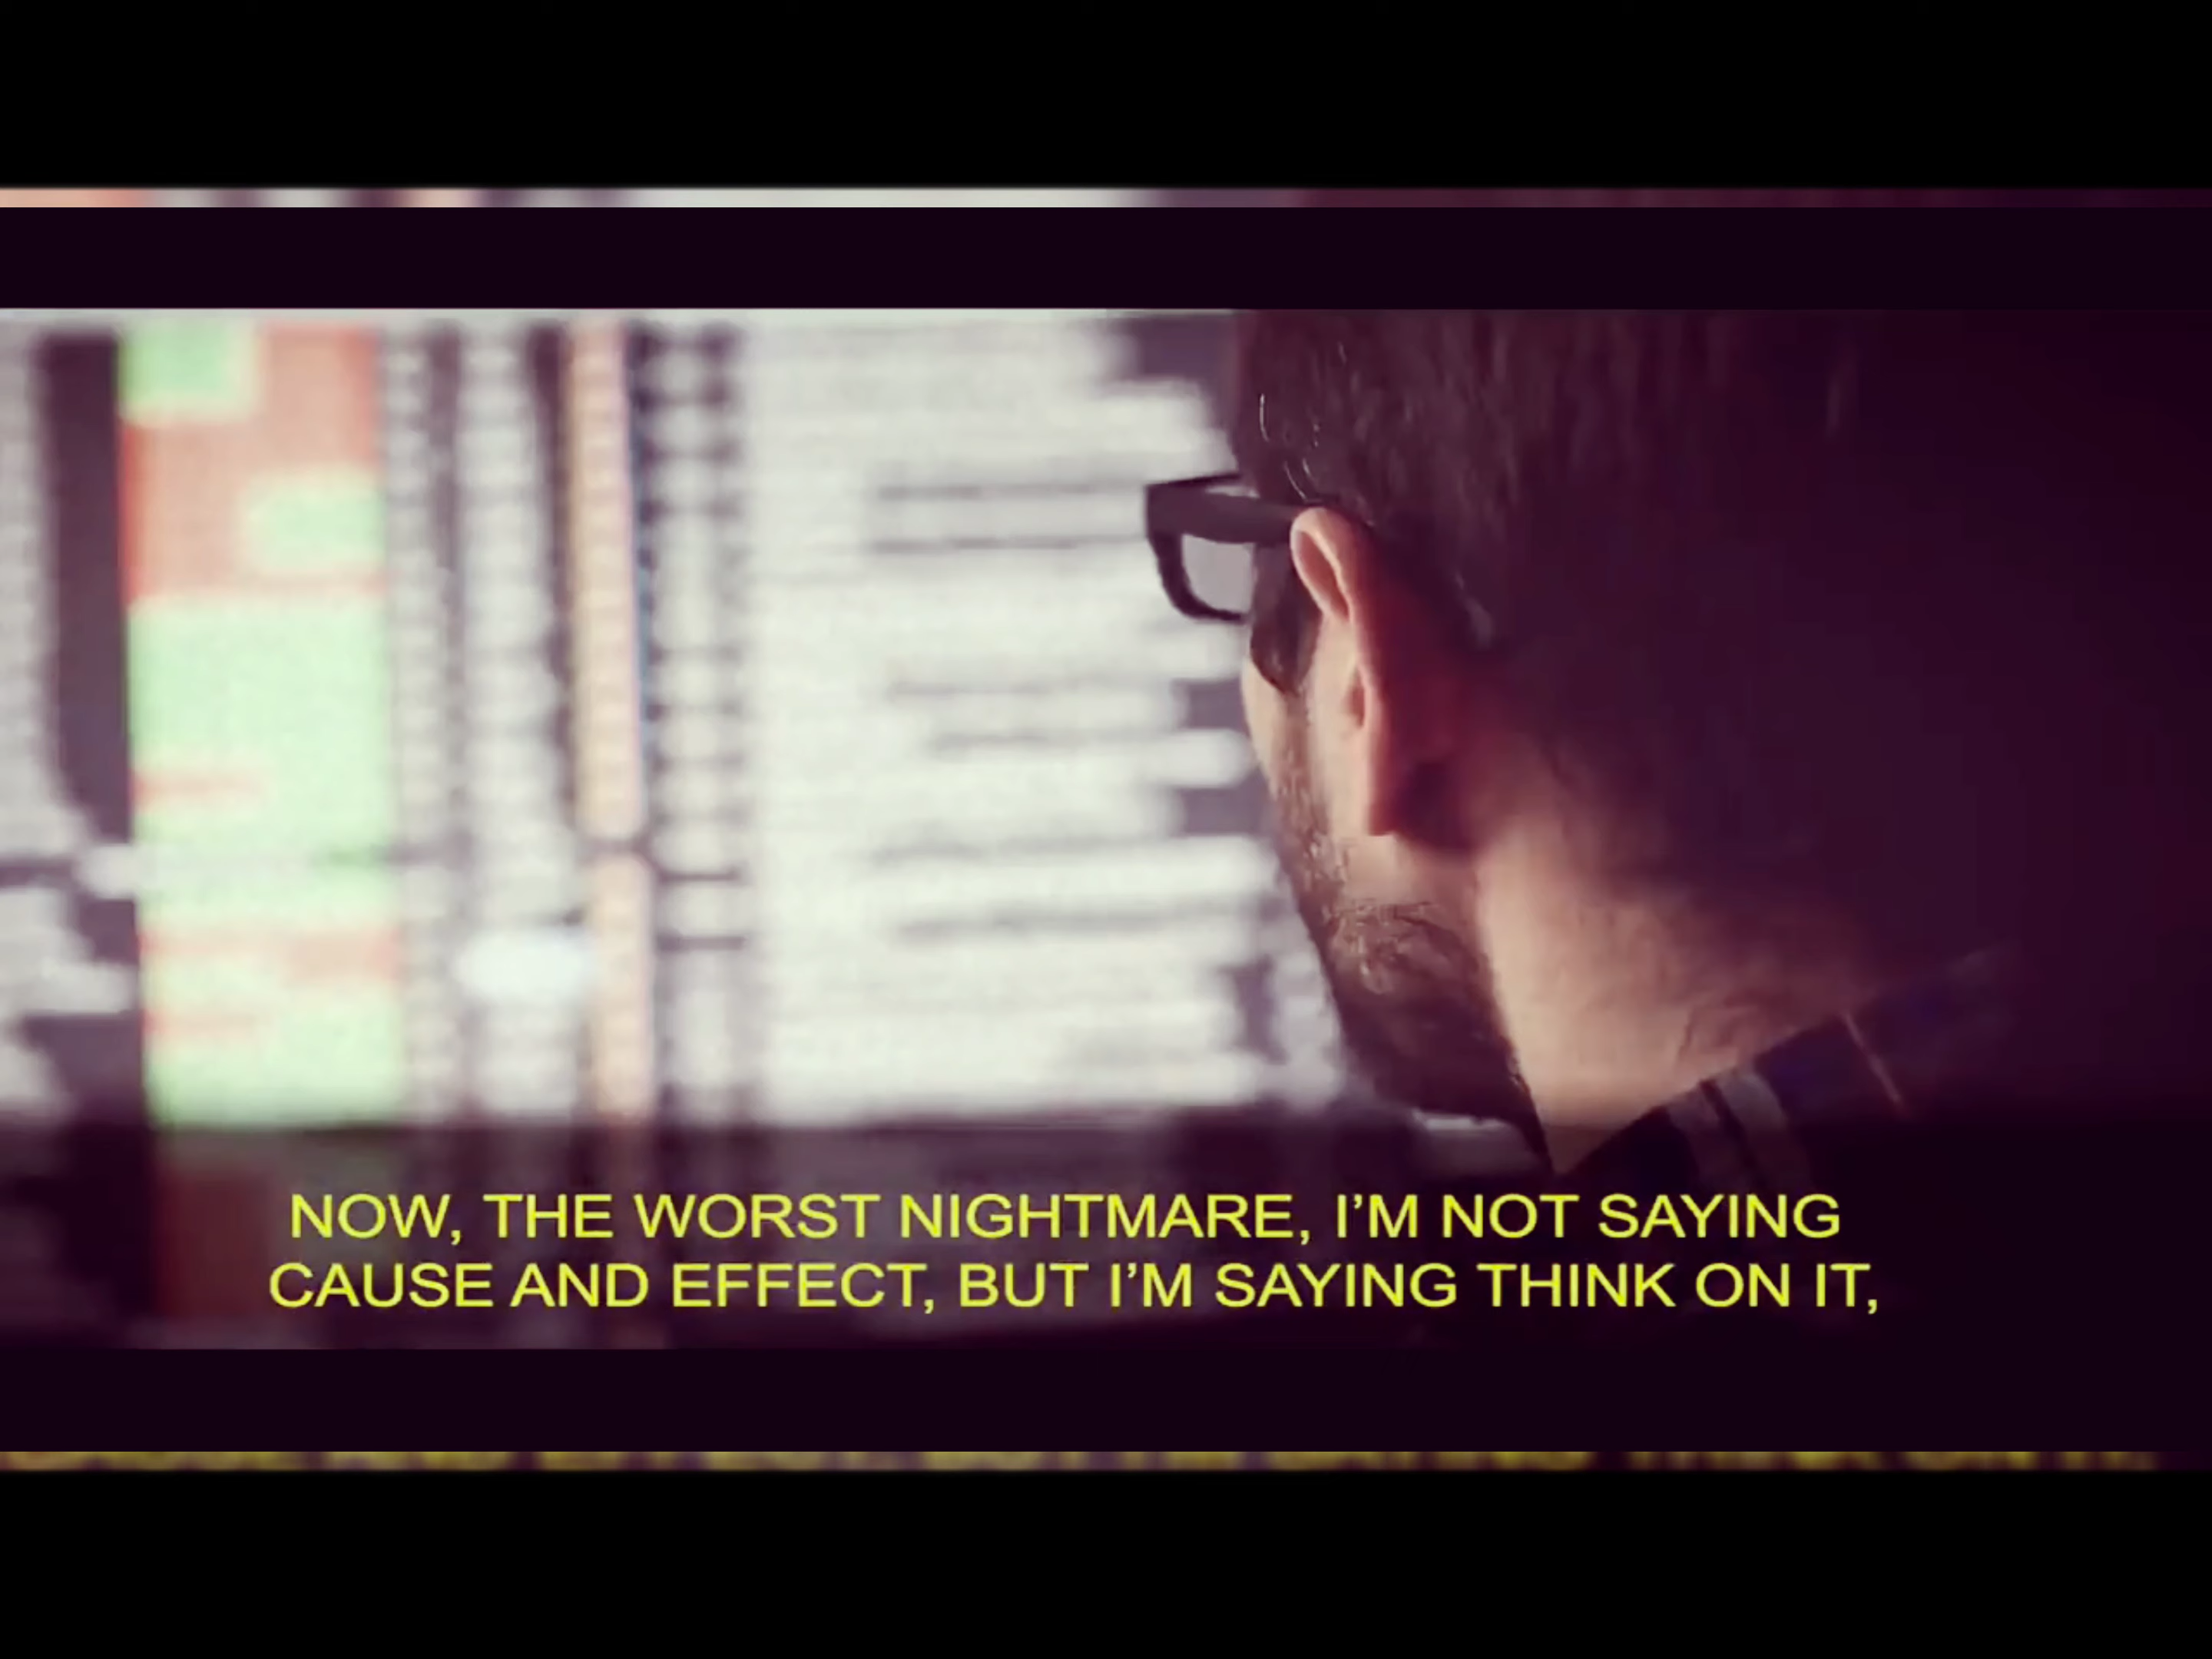 NOW, THE WORST NIGHTMARE, I’M NOT SAYING
CAUSE AND EFFECT, BUT I’M SAYING THINK ON IT,